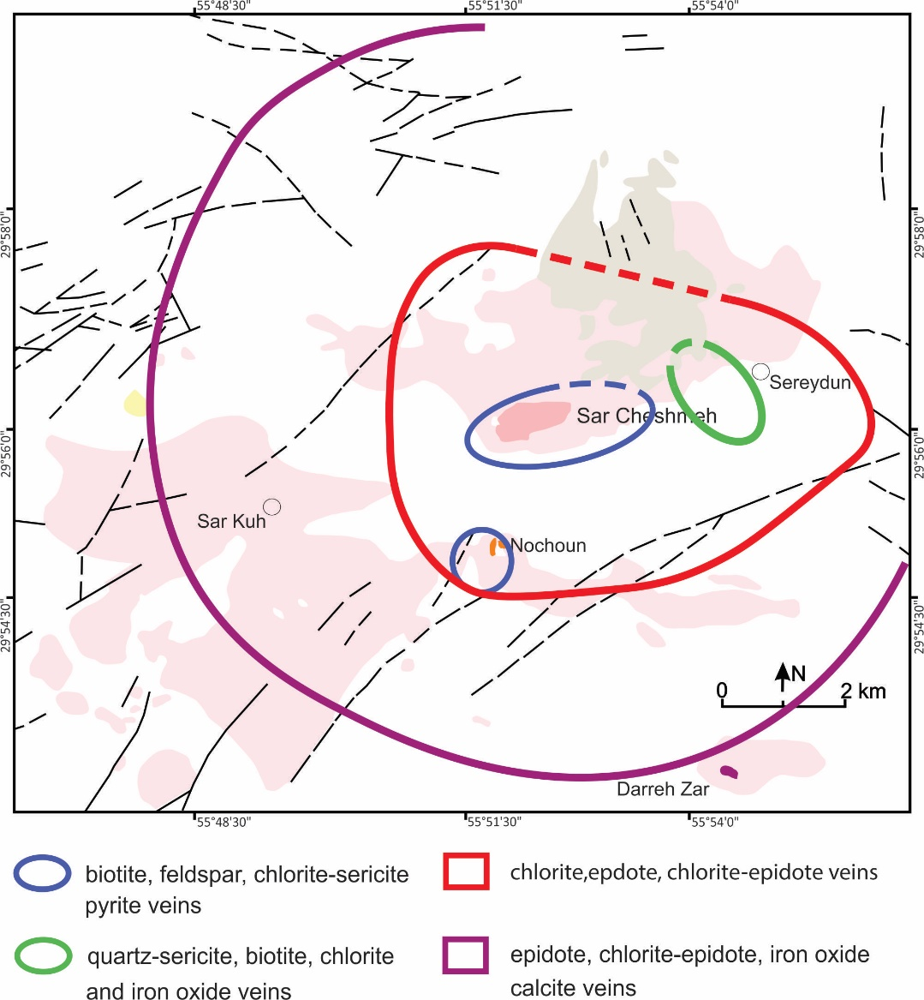 55°48'30" 55°51'30" 55°54'0"
29°58'0" 29°58'0"
Sereydun
Sar Cheshmeh
29°56'0" 29°56'0"
Sar Kuh
Nochoun
29°54'30" 29°54'30"
N
0 2 km
Darreh Zar
55°48'30" 55°51'30" 55°54'0"
biotite, feldspar, chlorite-sericite
pyrite veins
chlorite,epdote, chlorite-epidote veins
quartz-sericite, biotite, chlorite
and iron oxide veins
epidote, chlorite-epidote, iron oxide
calcite veins